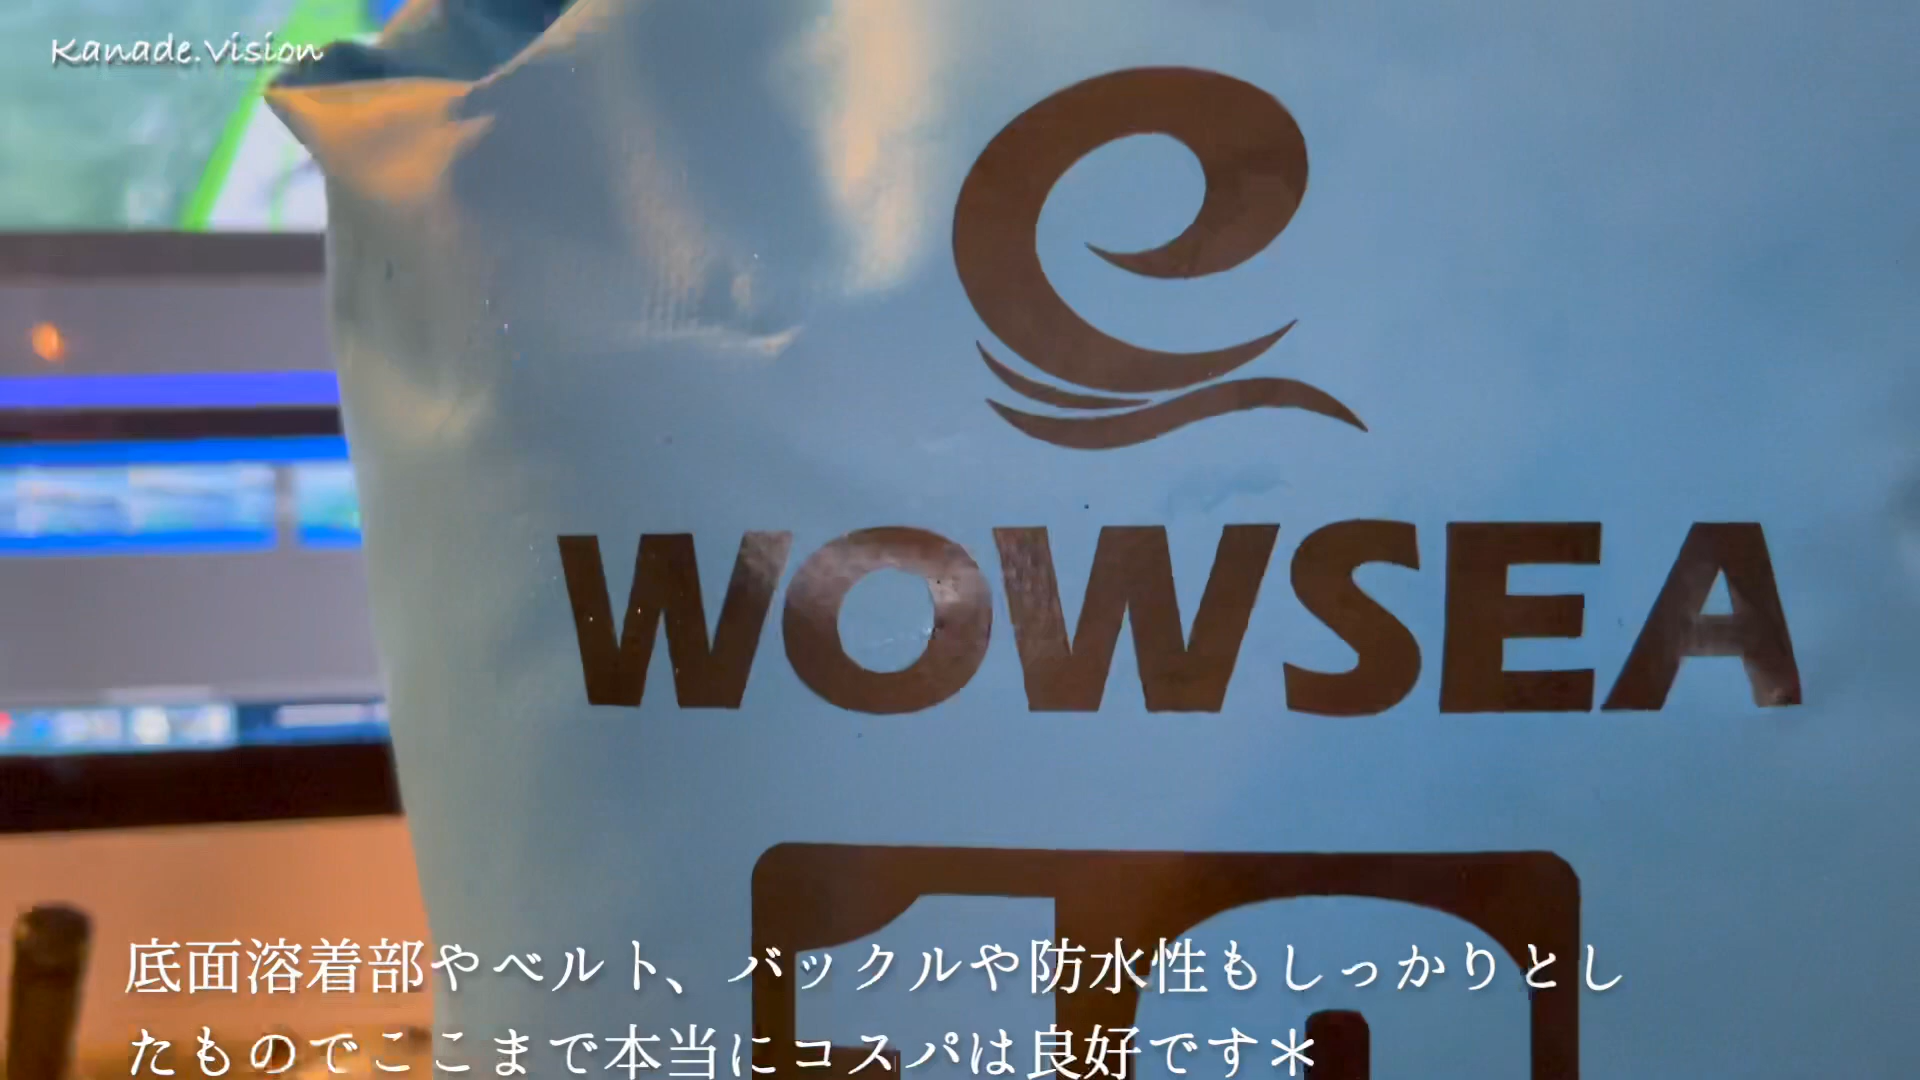 Kanade.Vision
WOWSEA
10
底面溶着部やベルト、バックルや防水性もしっかりとし
たものでここまで本当にコスパは良好です＊